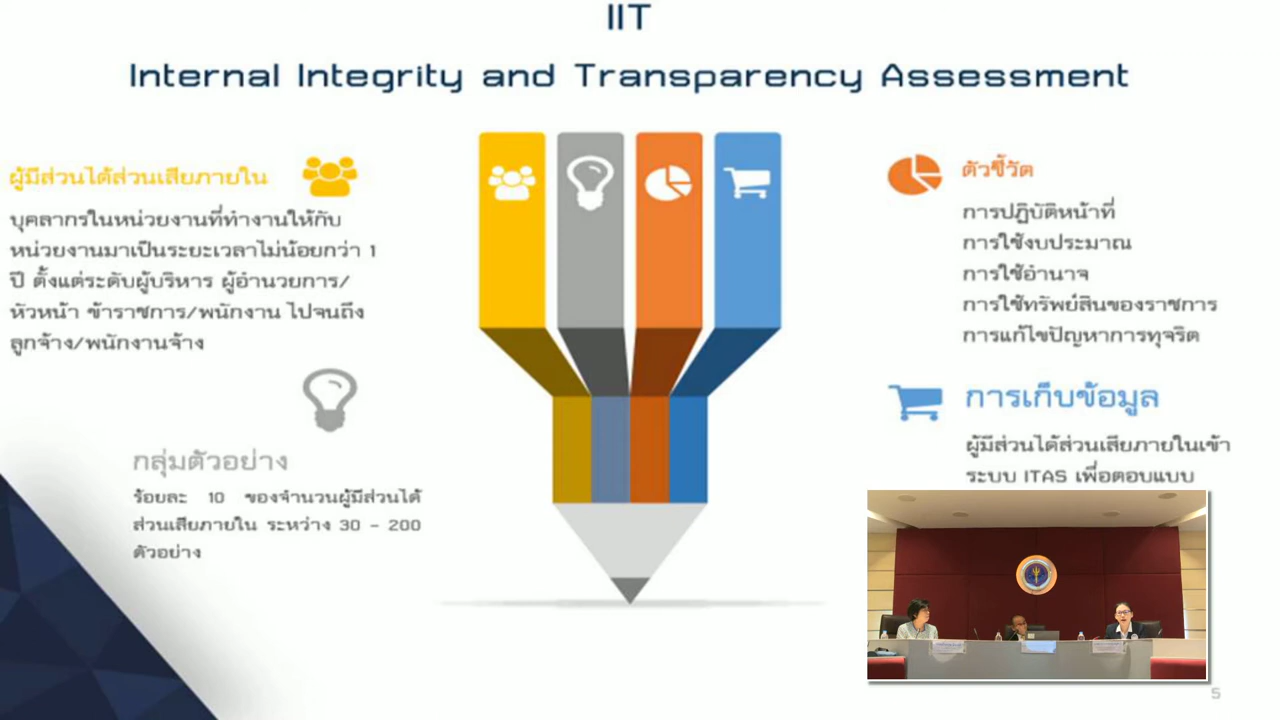 IIT
Internal Integrity and Transparency Assessment
ผู้มีส่วนได้ส่วนเสียภายใน
บุคลากรในหน่วยงานที่ทำงานให้กับ
หน่วยงานมาเป็นระยะเวลาไม่น้อยกว่า 1
ปี ตั้งแต่ระดับผู้บริหาร ผู้อำนวยการ/
หัวหน้า ข้าราชการ/พนักงาน ไปจนถึง
ลูกจ้าง/พนักงานจ้าง
กลุ่มตัวอย่าง
ร้อยละ 10 ของจำนวนผู้มีส่วนได้
ส่วนเสียภายใน ระหว่าง 30 - 200
ตัวอย่าง
ตัวชี้วัด
การปฏิบัติหน้าที่
การใช้งบประมาณ
การใช้อำนาจ
การใช้ทรัพย์สินของราชการ
การแก้ไขปัญหาการทุจริต
การเก็บข้อมูล
ผู้มีส่วนได้ส่วนเสียภายในเข้า
ระบบ ITAS เพื่อตอบแบบ
5